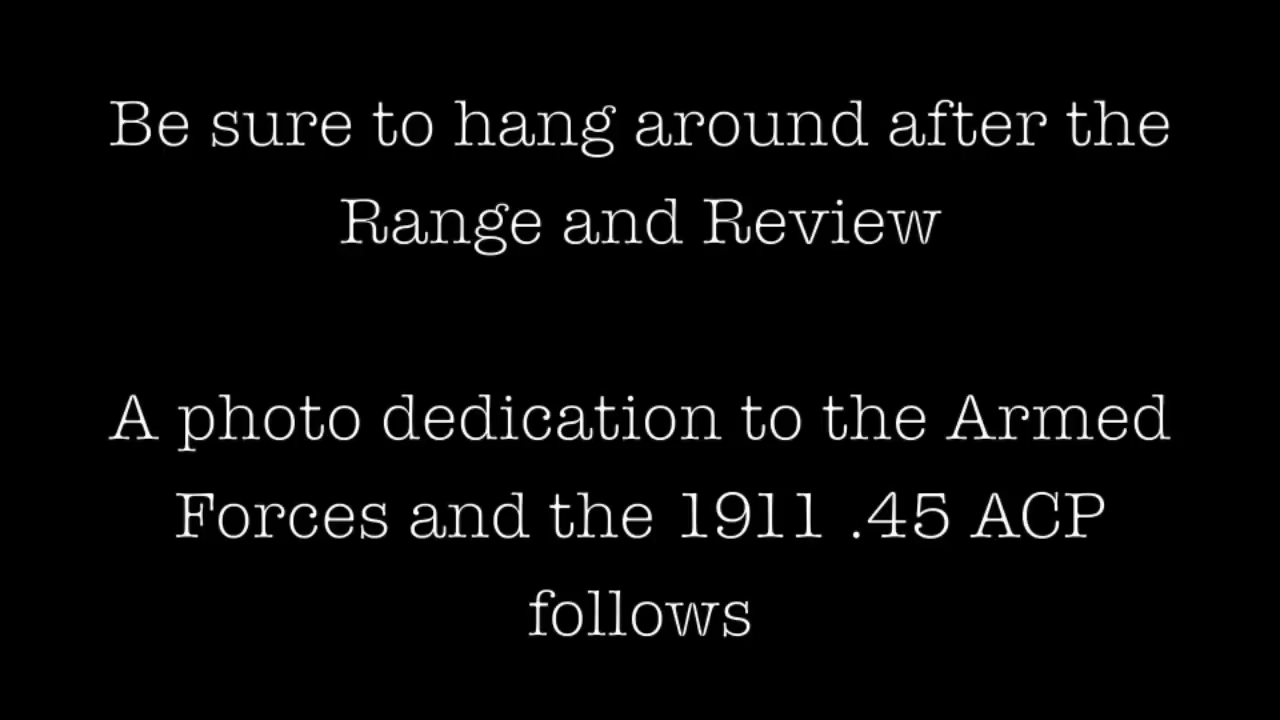 Be sure to hang around after the
Range and Review
A photo dedication to the Armed
Forces and the 1911 .45 ACP
follows